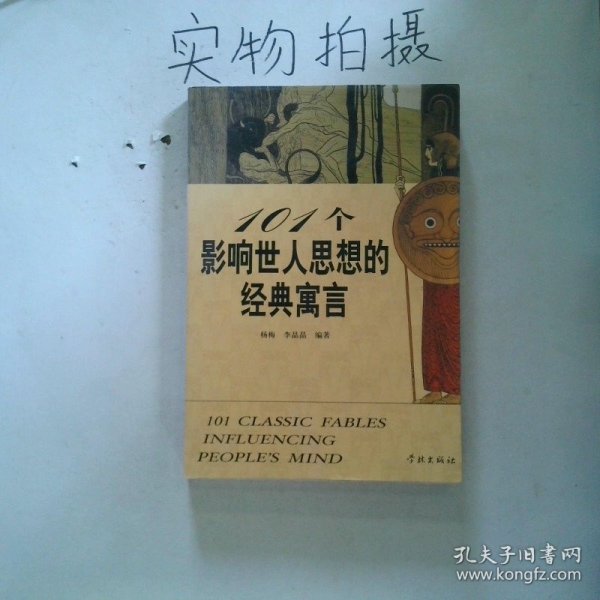 实物拍摄
101个
影响世人思想的
经典寓言
杨梅 李晶晶 编著
101 CLASSIC FABLES
INFLUENCING
PEOPLE'S MIND
学林出版社
孔夫子旧书网
www.kongfz.com